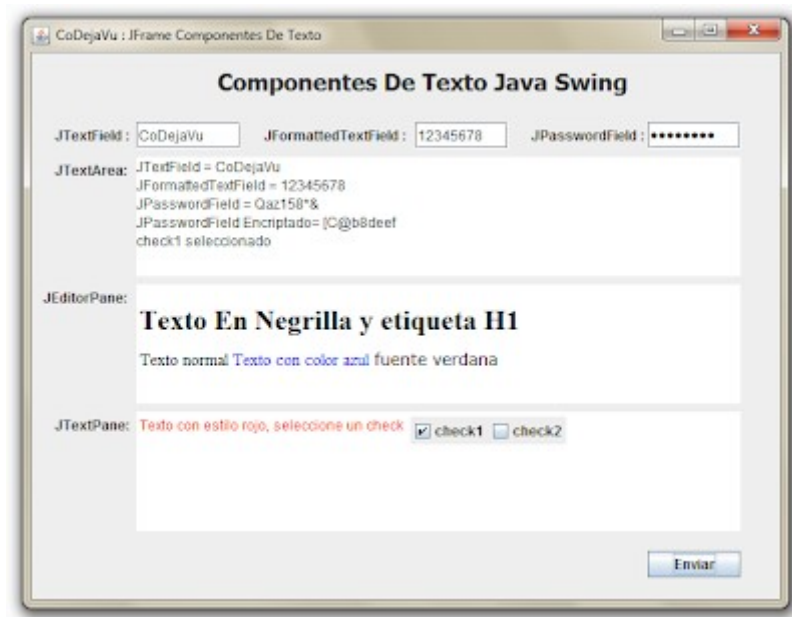 CoDejaVu : JFrame Componentes De Texto
Componentes De Texto Java Swing
JTextField : CoDejaVu JFormattedTextField : 12345678 JPasswordField : ••••••••
JTextArea: JTextField = CoDejaVu
JFormattedTextField = 12345678
JPasswordField = Qaz158*&
JPasswordField Encriptado= [C@b8deef
check1 seleccionado
JEditorPane:
Texto En Negrilla y etiqueta H1
Texto normal Texto con color azul fuente verdana
JTextPane: Texto con estilo rojo, seleccione un check check1 check2
Enviar